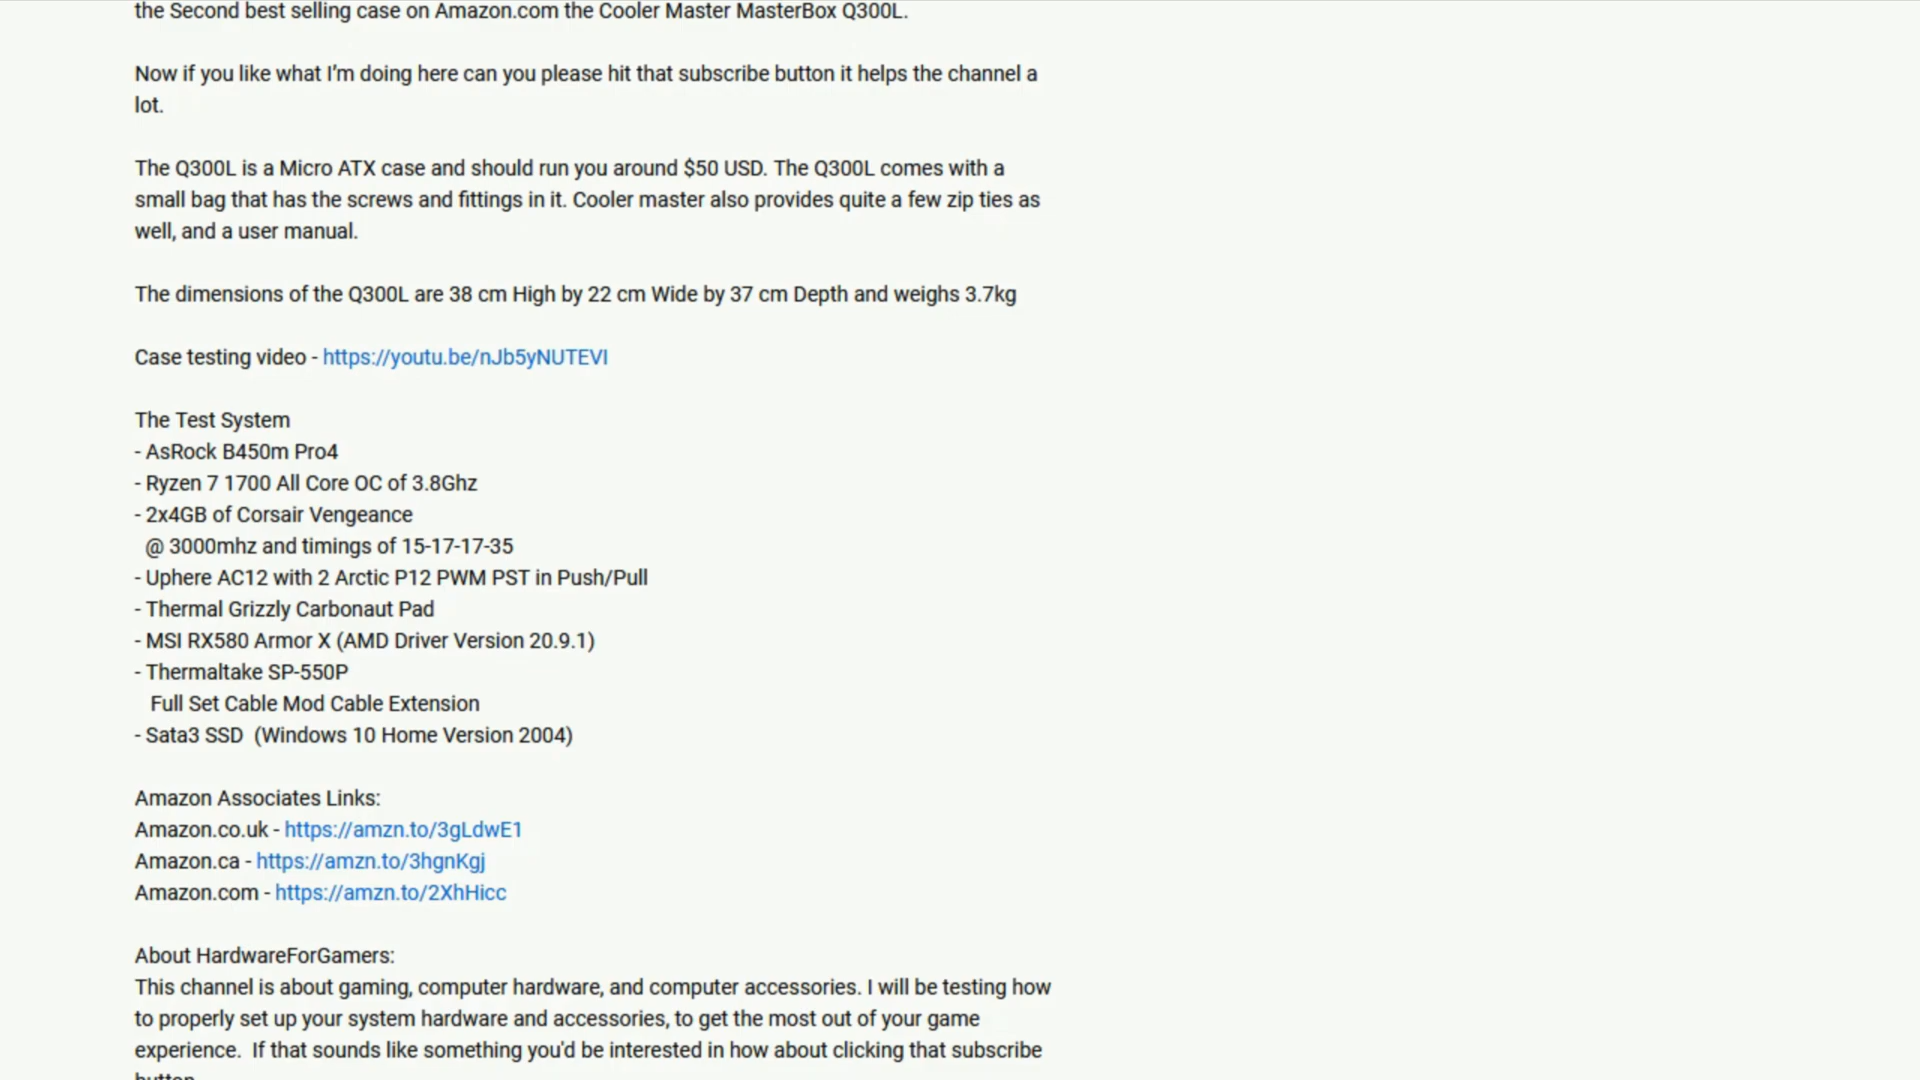 the Second best selling case on Amazon.com the Cooler Master MasterBox Q300L.
Now if you like what I'm doing here can you please hit that subscribe button it helps the channel a
lot.
The Q300L is a Micro ATX case and should run you around $50 USD. The Q300L comes with a
small bag that has the screws and fittings in it. Cooler master also provides quite a few zip ties as
well, and a user manual.
The dimensions of the Q300L are 38 cm High by 22 cm Wide by 37 cm Depth and weighs 3.7kg
Case testing video - https://youtu.be/nJb5yNUTEVI
The Test System
- AsRock B450m Pro4
- Ryzen 7 1700 All Core OC of 3.8Ghz
- 2x4GB of Corsair Vengeance
@ 3000mhz and timings of 15-17-17-35
- Uphere AC12 with 2 Arctic P12 PWM PST in Push/Pull
- Thermal Grizzly Carbonaut Pad
- MSI RX580 Armor X (AMD Driver Version 20.9.1)
- Thermaltake SP-550P
Full Set Cable Mod Cable Extension
- Sata3 SSD  (Windows 10 Home Version 2004)
Amazon Associates Links:
Amazon.co.uk - https://amzn.to/3gLdwE1
Amazon.ca - https://amzn.to/3hgnKgj
Amazon.com - https://amzn.to/2XhHicc
About HardwareForGamers:
This channel is about gaming, computer hardware, and computer accessories. I will be testing how
to properly set up your system hardware and accessories, to get the most out of your game
experience.  If that sounds like something you'd be interested in how about clicking that subscribe
button